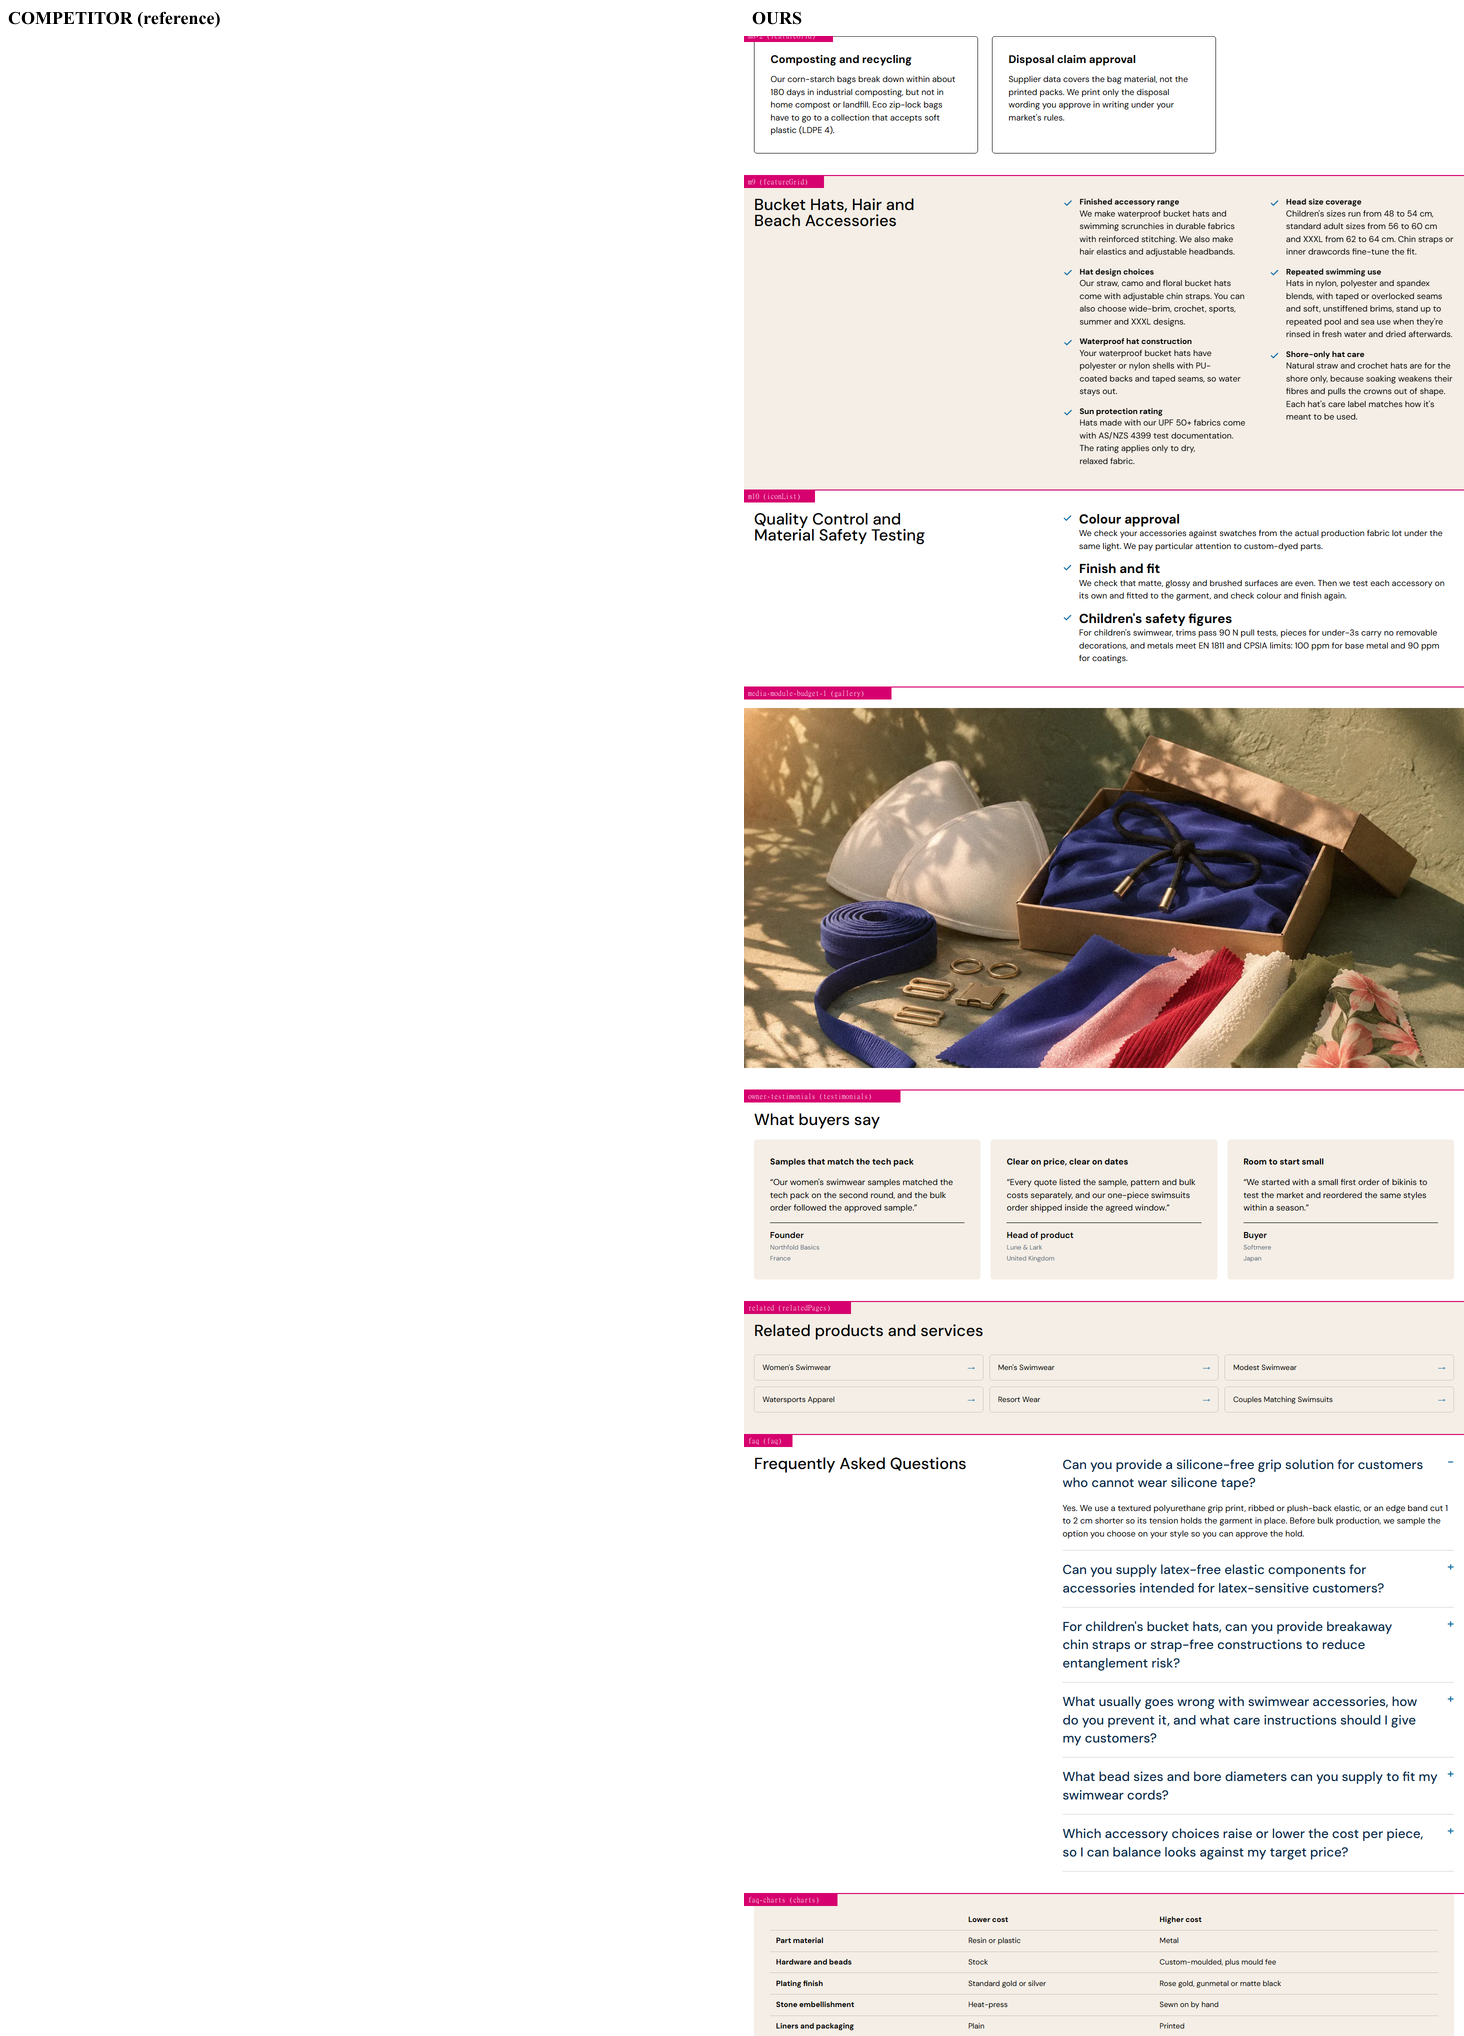 COMPETITOR (reference)
OURS
m8-2 (featureGrid)
Composting and recycling
Our corn-starch bags break down within about
180 days in industrial composting, but not in
home compost or landfill. Eco zip-lock bags
have to go to a collection that accepts soft
plastic (LDPE 4).
Disposal claim approval
Supplier data covers the bag material, not the
printed packs. We print only the disposal
wording you approve in writing under your
market's rules.
m9 (featureGrid)
Bucket Hats, Hair and
Beach Accessories
Finished accessory range
We make waterproof bucket hats and
swimming scrunchies in durable fabrics
with reinforced stitching. We also make
hair elastics and adjustable headbands.
Hat design choices
Our straw, camo and floral bucket hats
come with adjustable chin straps. You can
also choose wide-brim, crochet, sports,
summer and XXXL designs.
Waterproof hat construction
Your waterproof bucket hats have
polyester or nylon shells with PU-
coated backs and taped seams, so water
stays out.
Sun protection rating
Hats made with our UPF 50+ fabrics come
with AS/NZS 4399 test documentation.
The rating applies only to dry,
relaxed fabric.
Head size coverage
Children's sizes run from 48 to 54 cm,
standard adult sizes from 56 to 60 cm
and XXXL from 62 to 64 cm. Chin straps or
inner drawcords fine-tune the fit.
Repeated swimming use
Hats in nylon, polyester and spandex
blends, with taped or overlocked seams
and soft, unstiffened brims, stand up to
repeated pool and sea use when they're
rinsed in fresh water and dried afterwards.
Shore-only hat care
Natural straw and crochet hats are for the
shore only, because soaking weakens their
fibres and pulls the crowns out of shape.
Each hat's care label matches how it's
meant to be used.
m10 (iconList)
Quality Control and
Material Safety Testing
Colour approval
We check your accessories against swatches from the actual production fabric lot under the
same light. We pay particular attention to custom-dyed parts.
Finish and fit
We check that matte, glossy and brushed surfaces are even. Then we test each accessory on
its own and fitted to the garment, and check colour and finish again.
Children's safety figures
For children's swimwear, trims pass 90 N pull tests, pieces for under-3s carry no removable
decorations, and metals meet EN 1811 and CPSIA limits: 100 ppm for base metal and 90 ppm
for coatings.
media-module-budget-1 (gallery)
owner-testimonials (testimonials)
What buyers say
Samples that match the tech pack
“Our women's swimwear samples matched the
tech pack on the second round, and the bulk
order followed the approved sample.”
Founder
Northfold Basics
France
Clear on price, clear on dates
“Every quote listed the sample, pattern and bulk
costs separately, and our one-piece swimsuits
order shipped inside the agreed window.”
Head of product
Lune & Lark
United Kingdom
Room to start small
“We started with a small first order of bikinis to
test the market and reordered the same styles
within a season.”
Buyer
Softmere
Japan
related (relatedPages)
Related products and services
Women's Swimwear →
Men's Swimwear →
Modest Swimwear →
Watersports Apparel →
Resort Wear →
Couples Matching Swimsuits →
faq (faq)
Frequently Asked Questions
Can you provide a silicone-free grip solution for customers −
who cannot wear silicone tape?
Yes. We use a textured polyurethane grip print, ribbed or plush-back elastic, or an edge band cut 1
to 2 cm shorter so its tension holds the garment in place. Before bulk production, we sample the
option you choose on your style so you can approve the hold.
Can you supply latex-free elastic components for +
accessories intended for latex-sensitive customers?
For children's bucket hats, can you provide breakaway +
chin straps or strap-free constructions to reduce
entanglement risk?
What usually goes wrong with swimwear accessories, how +
do you prevent it, and what care instructions should I give
my customers?
What bead sizes and bore diameters can you supply to fit my +
swimwear cords?
Which accessory choices raise or lower the cost per piece, +
so I can balance looks against my target price?
faq-charts (charts)
Lower cost Higher cost
Part material Resin or plastic Metal
Hardware and beads Stock Custom-moulded, plus mould fee
Plating finish Standard gold or silver Rose gold, gunmetal or matte black
Stone embellishment Heat-press Sewn on by hand
Liners and packaging Plain Printed